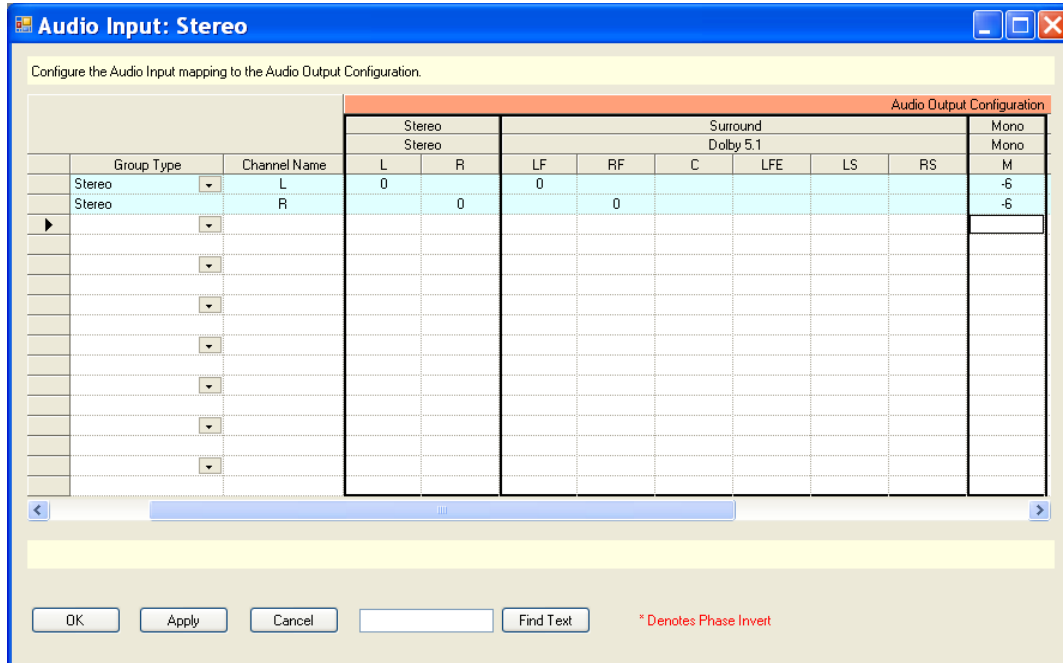 Audio Input: Stereo
Configure the Audio Input mapping to the Audio Output Configuration.
Audio Output Configuration
Stereo Surround Mono
Stereo Dolby 5.1 Mono
Group Type Channel Name L R LF RF C LFE LS RS M
Stereo L 0 0 -6
Stereo R 0 0 -6
OK Apply Cancel Find Text * Denotes Phase Invert